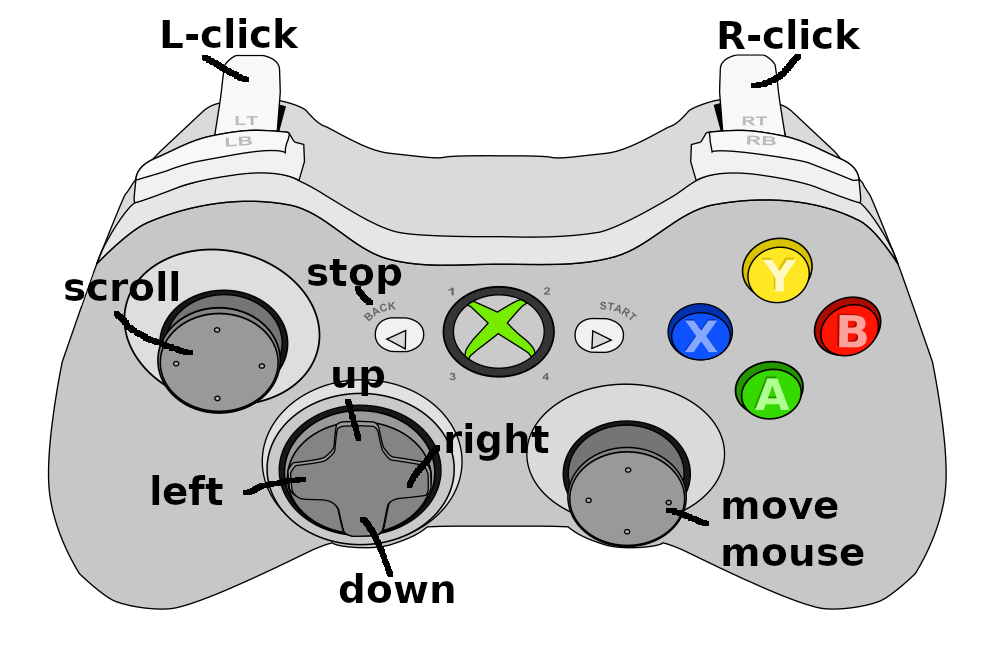 L-click
R-click
LT
RT
LB
RB
scroll
stop
BACK
START
1
2
3
4
Y
X
B
A
up
right
left
down
move
mouse